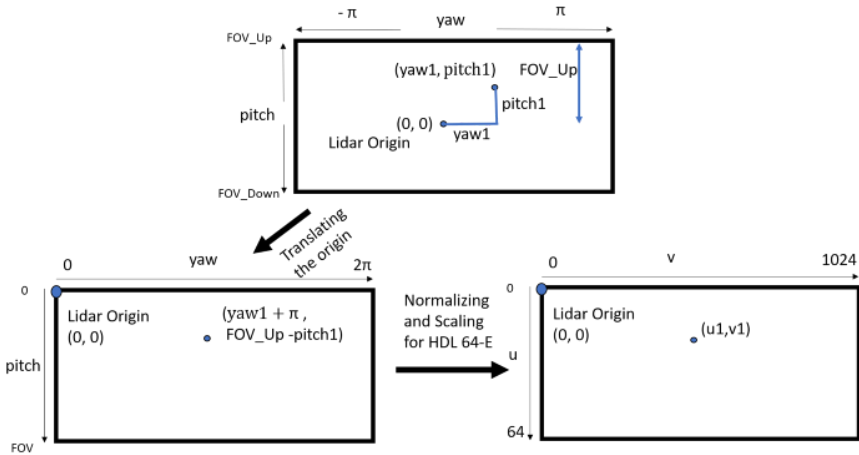 - π yaw π
FOV_Up
(yaw1, pitch1) FOV_Up
pitch pitch1
(0, 0)
yaw1
Lidar Origin
FOV_Down
Translating
the origin
0 yaw 2π
0
Lidar Origin
(0, 0)
(yaw1 + π ,
FOV_Up -pitch1)
pitch
FOV
Normalizing
and Scaling
for HDL 64-E
0 v 1024
0
Lidar Origin
(0, 0)
(u1,v1)
u
64